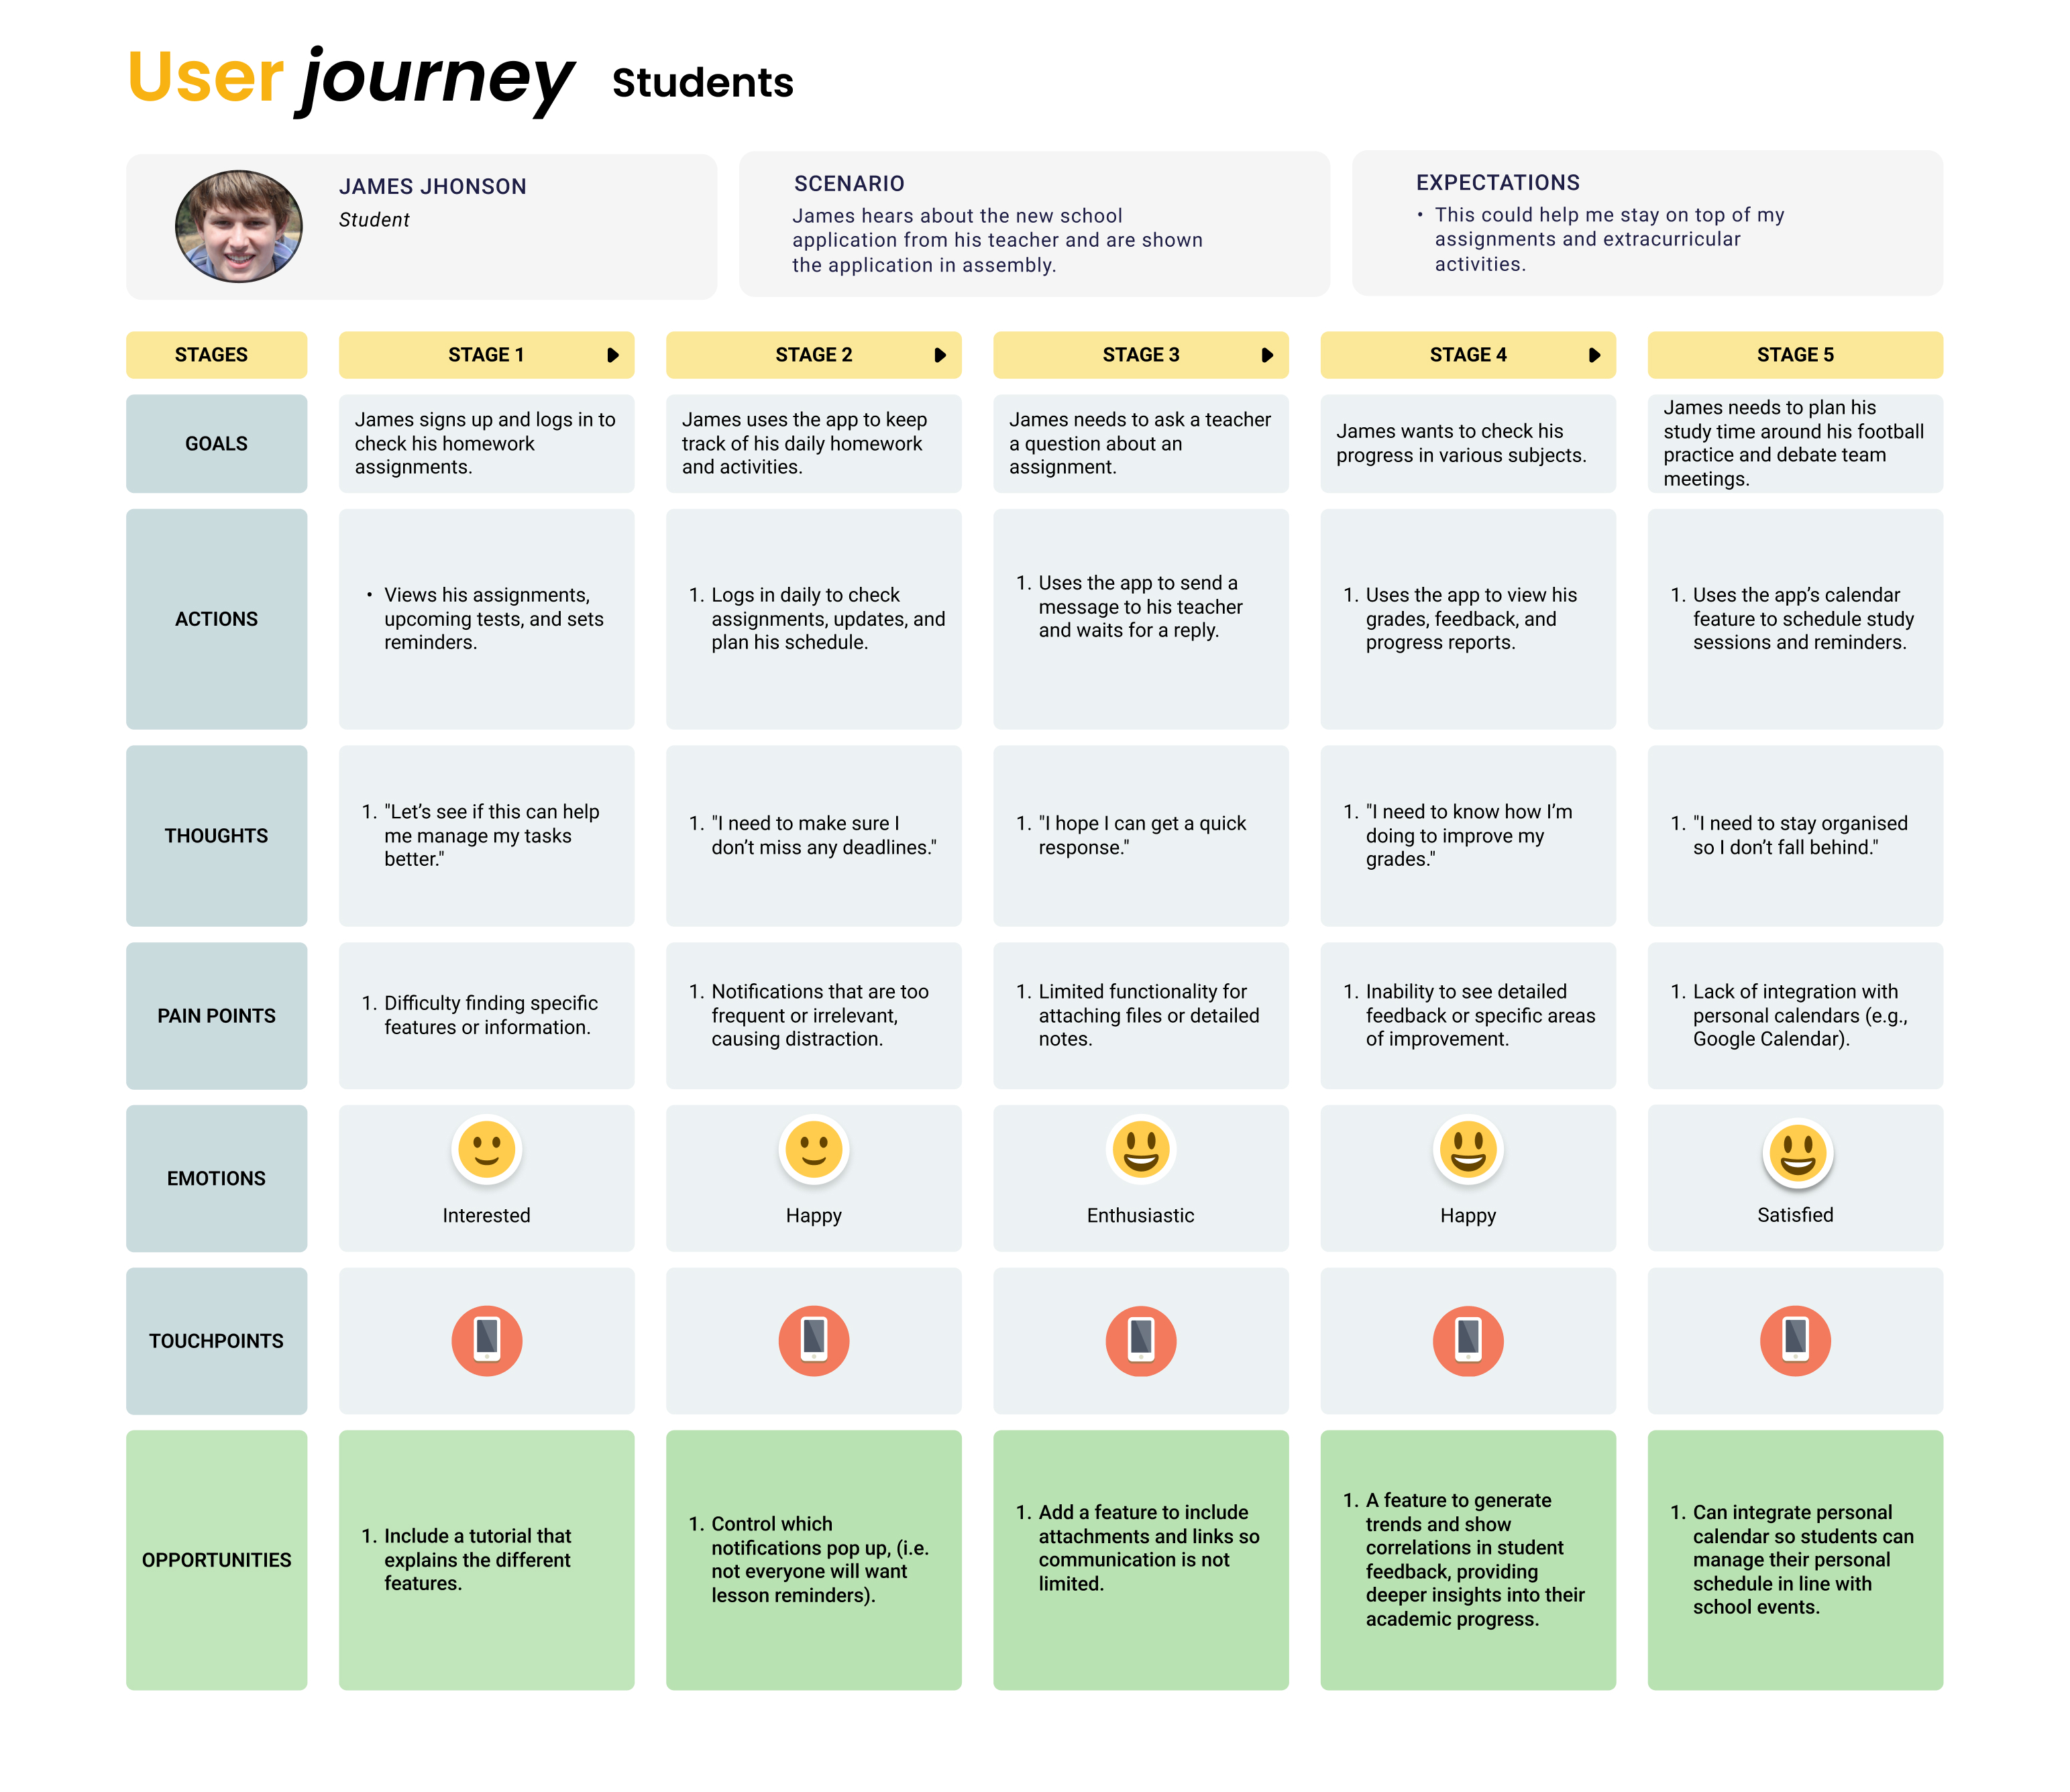 User journey Students
JAMES JHONSON
Student
SCENARIO
James hears about the new school
application from his teacher and are shown
the application in assembly.
EXPECTATIONS
• This could help me stay on top of my
assignments and extracurricular
activities.
STAGES
STAGE 1
STAGE 2
STAGE 3
STAGE 4
STAGE 5
GOALS
James signs up and logs in to
check his homework
assignments.
James uses the app to keep
track of his daily homework
and activities.
James needs to ask a teacher
a question about an
assignment.
James wants to check his
progress in various subjects.
James needs to plan his
study time around his football
practice and debate team
meetings.
ACTIONS
• Views his assignments,
upcoming tests, and sets
reminders.
1. Logs in daily to check
assignments, updates, and
plan his schedule.
1. Uses the app to send a
message to his teacher
and waits for a reply.
1. Uses the app to view his
grades, feedback, and
progress reports.
1. Uses the app’s calendar
feature to schedule study
sessions and reminders.
THOUGHTS
1. "Let’s see if this can help
me manage my tasks
better."
1. "I need to make sure I
don’t miss any deadlines."
1. "I hope I can get a quick
response."
1. "I need to know how I’m
doing to improve my
grades."
1. "I need to stay organised
so I don’t fall behind."
PAIN POINTS
1. Difficulty finding specific
features or information.
1. Notifications that are too
frequent or irrelevant,
causing distraction.
1. Limited functionality for
attaching files or detailed
notes.
1. Inability to see detailed
feedback or specific areas
of improvement.
1. Lack of integration with
personal calendars (e.g.,
Google Calendar).
EMOTIONS
Interested
Happy
Enthusiastic
Happy
Satisfied
TOUCHPOINTS
OPPORTUNITIES
1. Include a tutorial that
explains the different
features.
1. Control which
notifications pop up, (i.e.
not everyone will want
lesson reminders).
1. Add a feature to include
attachments and links so
communication is not
limited.
1. A feature to generate
trends and show
correlations in student
feedback, providing
deeper insights into their
academic progress.
1. Can integrate personal
calendar so students can
manage their personal
schedule in line with
school events.